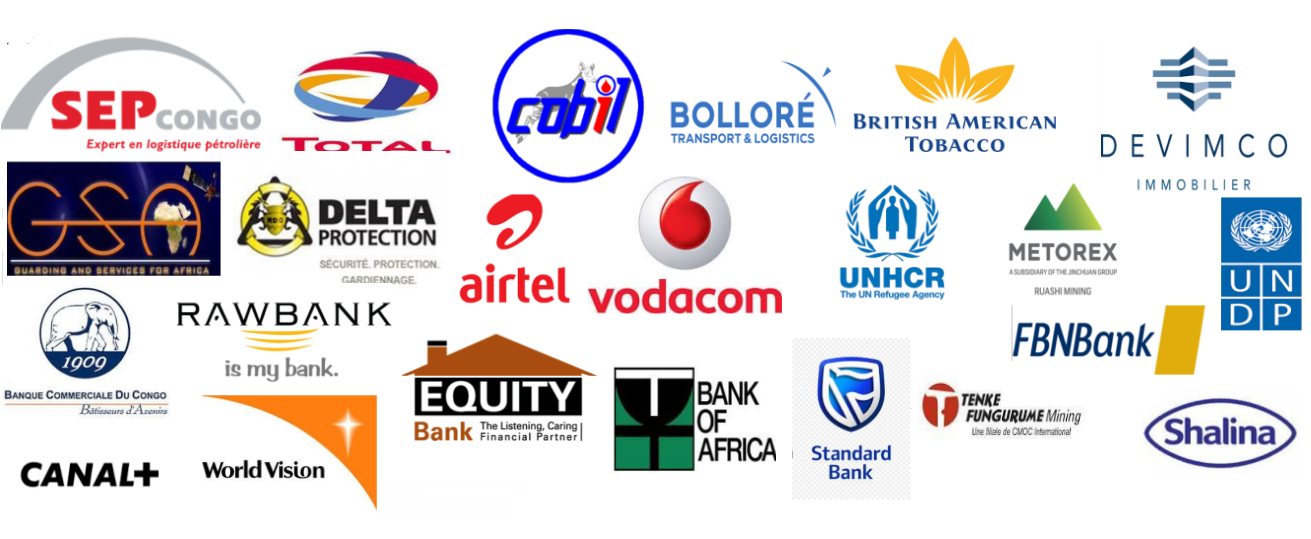 SEPCONGO
Expert en logistique pétrolière
TOTAL
cobil
BOLLORÉ
TRANSPORT & LOGISTICS
BRITISH AMERICAN
TOBACCO
DEVIMCO
IMMOBILIER
GSA
GUARDING AND SERVICES FOR AFRICA
RDC
DELTA
PROTECTION
SÉCURITÉ. PROTECTION.
GARDIENNAGE.
airtel
vodacom
UNHCR
The UN Refugee Agency
METOREX
A SUBSIDIARY OF THE JINCHUAN GROUP
RUASHI MINING
UN
DP
1909
BANQUE COMMERCIALE DU CONGO
Bâtisseurs d'Avenirs
RAWBANK
is my bank.
EQUITY
Bank
The Listening, Caring
Financial Partner
BANK
OF
AFRICA
Standard
Bank
FBNBank
TENKE
FUNGURUME Mining
Une filiale de CMOC International
Shalina
CANAL+
World Vision